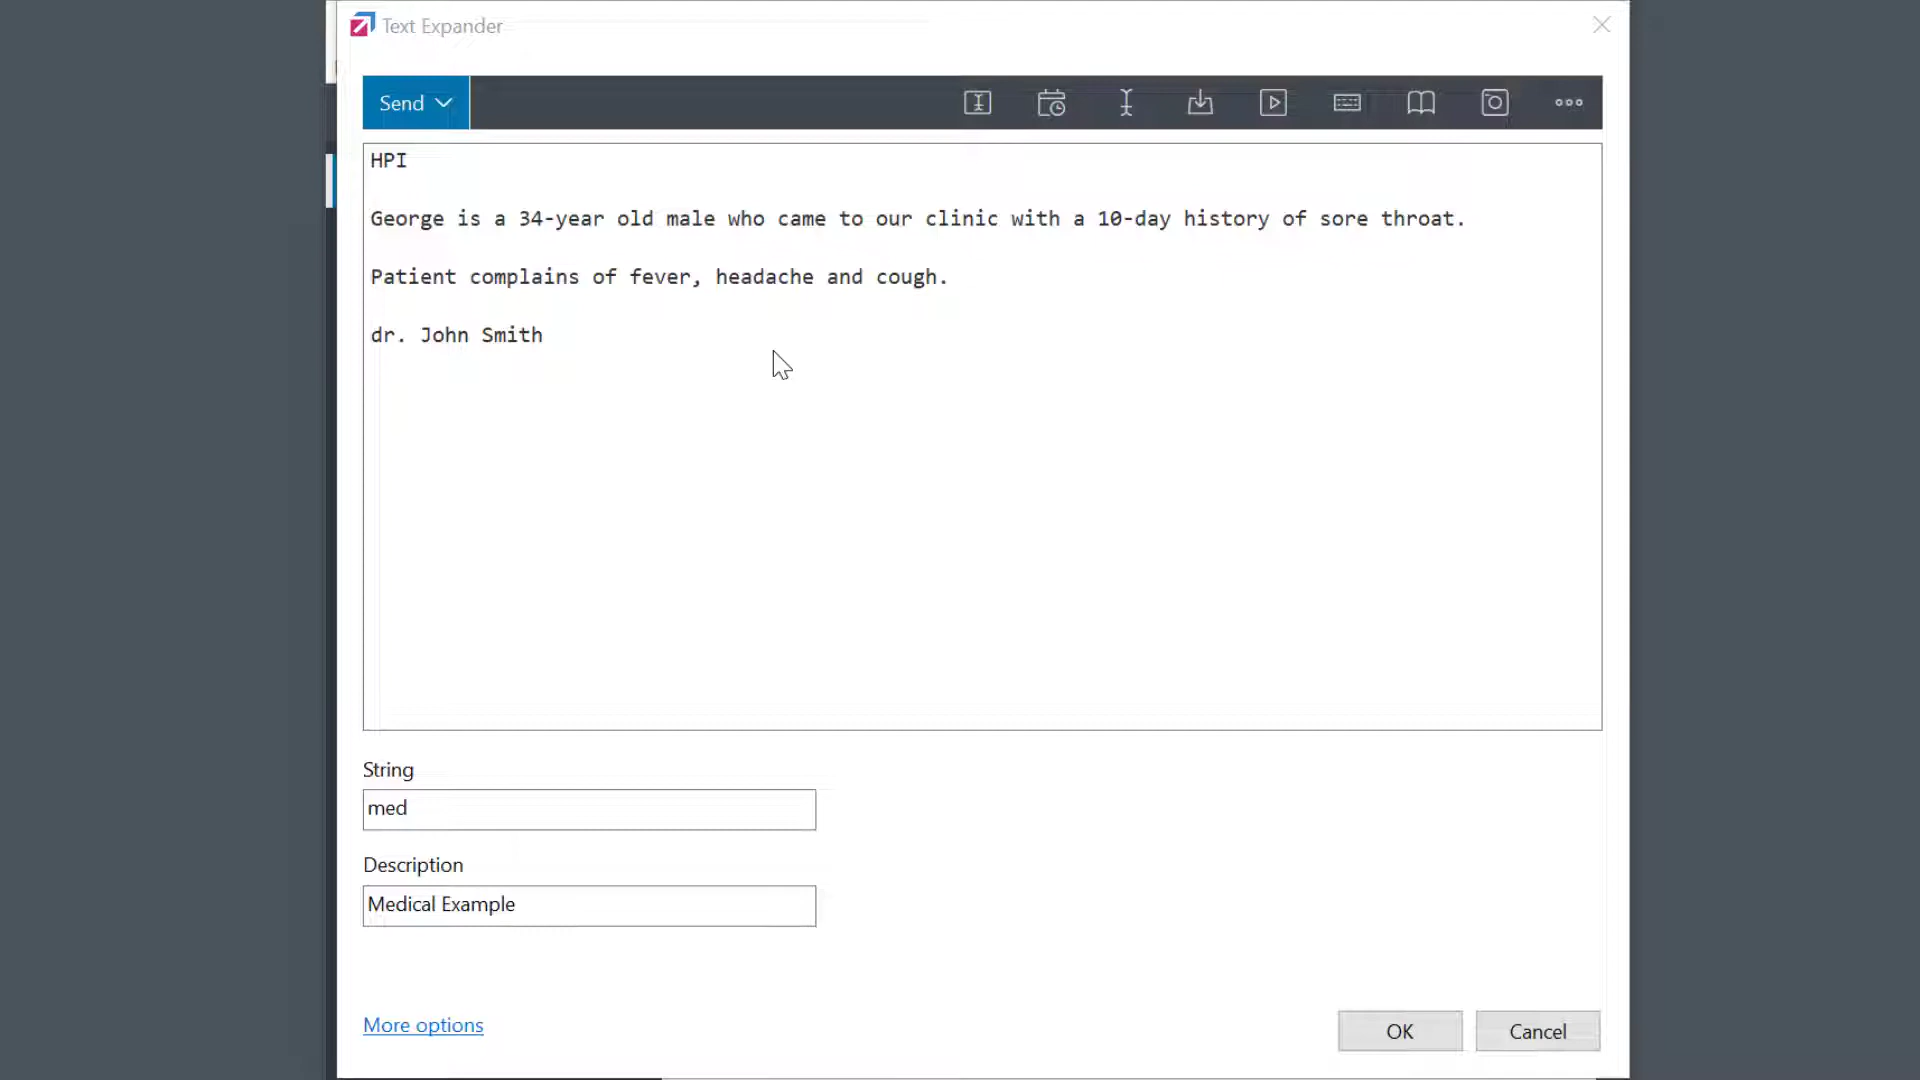 Text Expander
Send
HPI
George is a 34-year old male who came to our clinic with a 10-day history of sore throat.
Patient complains of fever, headache and cough.
dr. John Smith
String
med
Description
Medical Example
More options
OK
Cancel